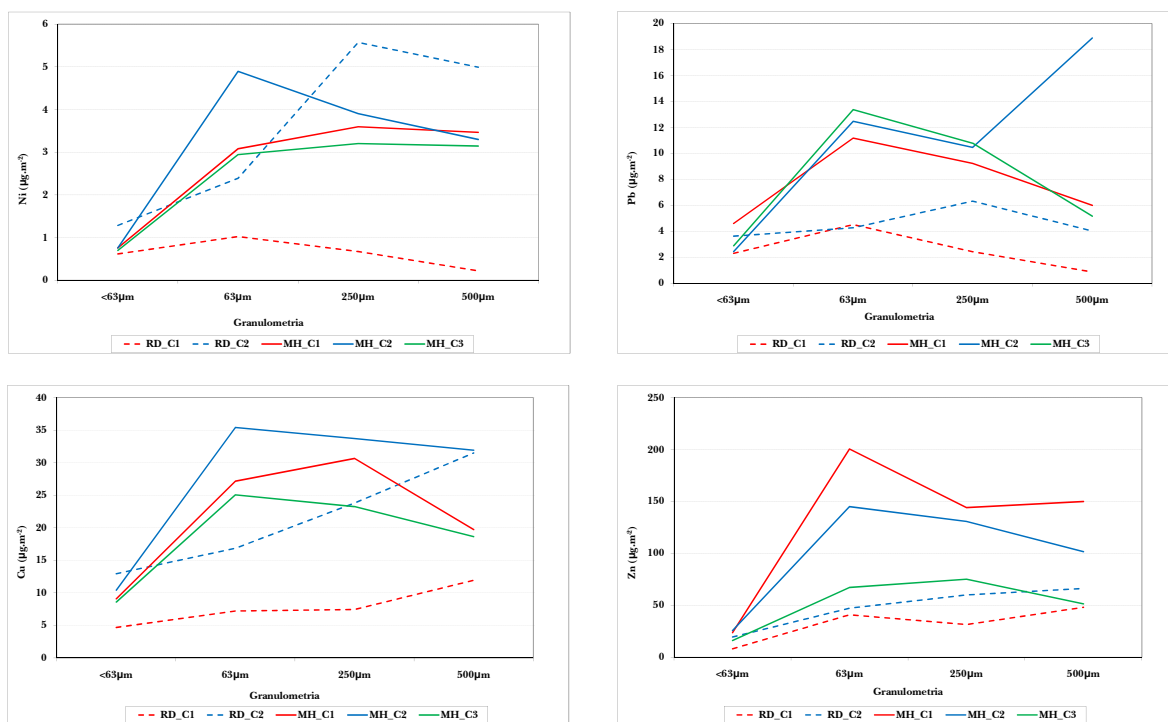 6
5
4
3
2
1
0
Ni (µg.m-²)
<63µm 63µm 250µm 500µm
Granulometria
RD_C1 RD_C2 MH_C1 MH_C2 MH_C3
20
18
16
14
12
10
8
6
4
2
0
Pb (µg.m-²)
<63µm 63µm 250µm 500µm
Granulometria
RD_C1 RD_C2 MH_C1 MH_C2 MH_C3
40
35
30
25
20
15
10
5
0
Cu (µg.m-²)
<63µm 63µm 250µm 500µm
Granulometria
RD_C1 RD_C2 MH_C1 MH_C2 MH_C3
250
200
150
100
50
0
Zn (µg.m-²)
<63µm 63µm 250µm 500µm
Granulometria
RD_C1 RD_C2 MH_C1 MH_C2 MH_C3